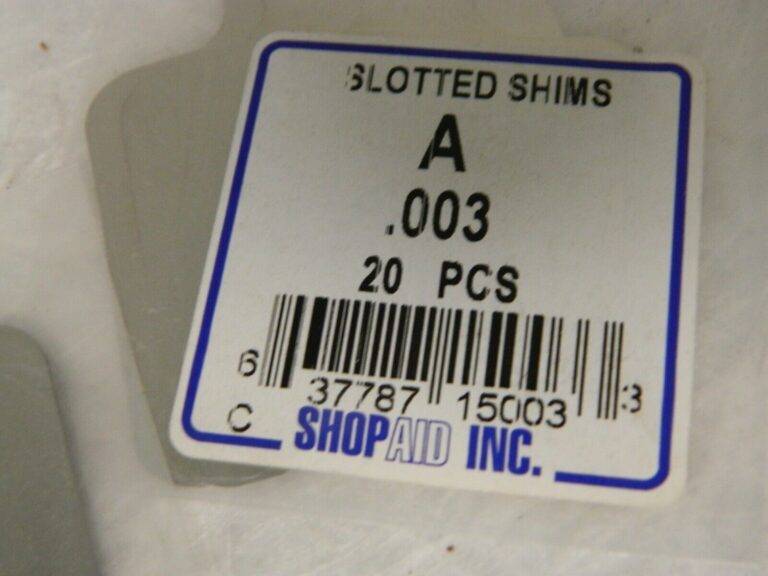 SLOTTED SHIMS
A
.003
20 PCS
6 37787 15003 3
C
SHOPAID INC.